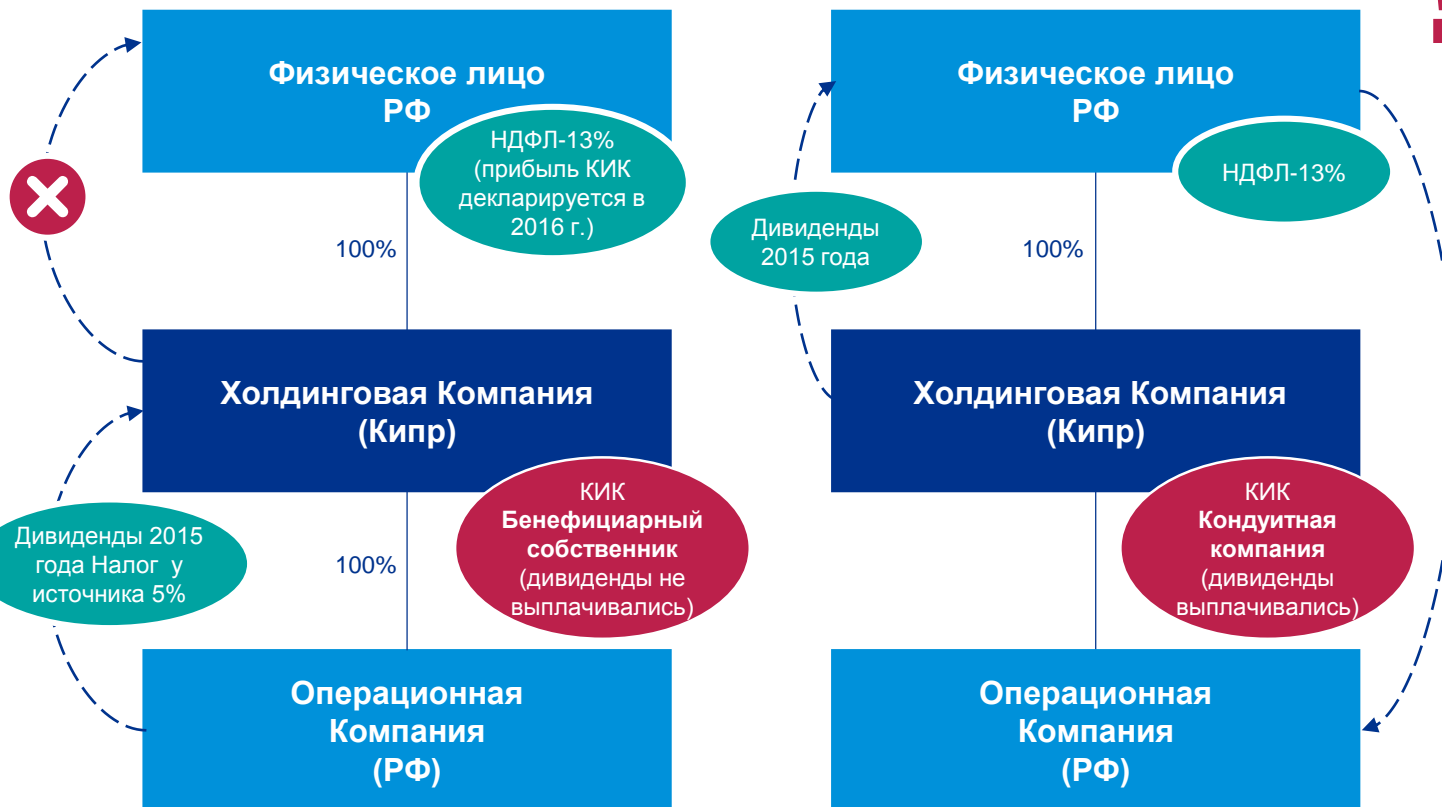 Физическое лицо
РФ
НДФЛ-13%
(прибыль КИК
декларируется в
2016 г.)
100%
Холдинговая Компания
(Кипр)
КИК
Бенефициарный
собственник
(дивиденды не
выплачивались)
Дивиденды 2015
года Налог у
источника 5%
100%
Операционная
Компания
(РФ)
Физическое лицо
РФ
НДФЛ-13%
Дивиденды
2015 года
100%
Холдинговая Компания
(Кипр)
КИК
Кондуитная
компания
(дивиденды
выплачивались)
Операционная
Компания
(РФ)